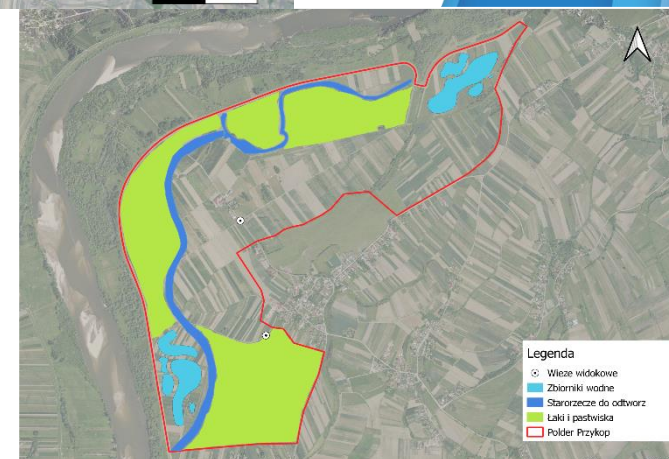 Legenda
Wieże widokowe
Zbiorniki wodne
Starorzecze do odtworz
Łąki i pastwiska
Polder Przykop